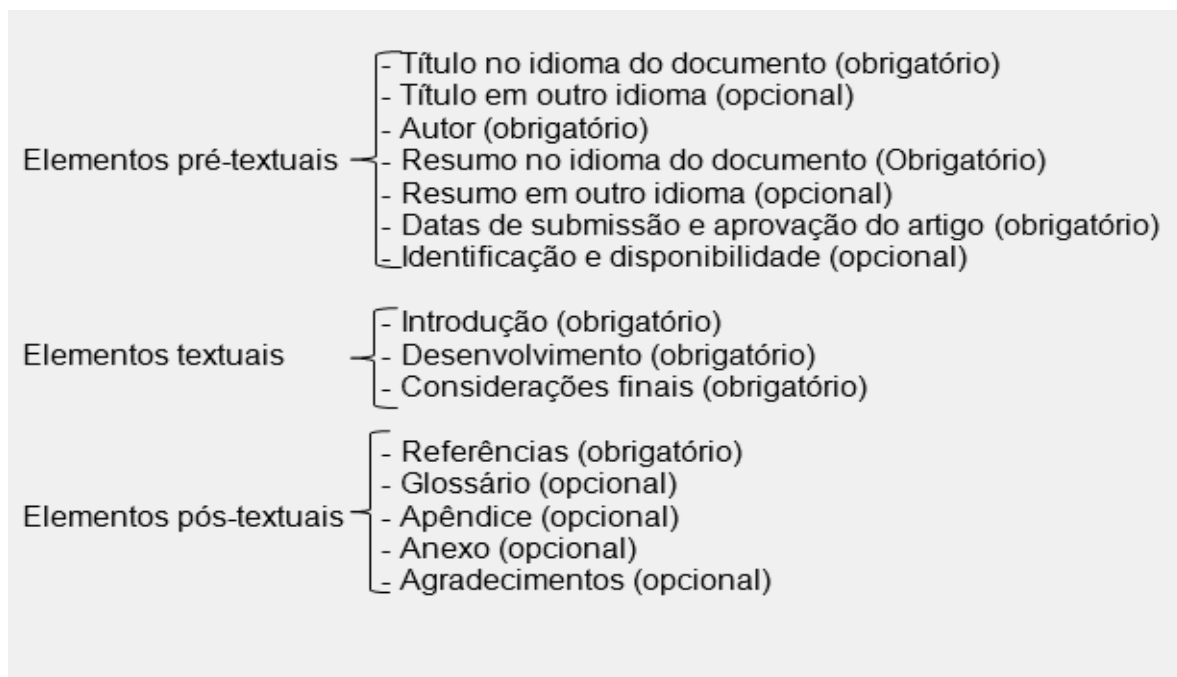 Elementos pré-textuais
- Título no idioma do documento (obrigatório)
- Título em outro idioma (opcional)
- Autor (obrigatório)
- Resumo no idioma do documento (Obrigatório)
- Resumo em outro idioma (opcional)
- Datas de submissão e aprovação do artigo (obrigatório)
- Identificação e disponibilidade (opcional)
Elementos textuais
- Introdução (obrigatório)
- Desenvolvimento (obrigatório)
- Considerações finais (obrigatório)
Elementos pós-textuais
- Referências (obrigatório)
- Glossário (opcional)
- Apêndice (opcional)
- Anexo (opcional)
- Agradecimentos (opcional)